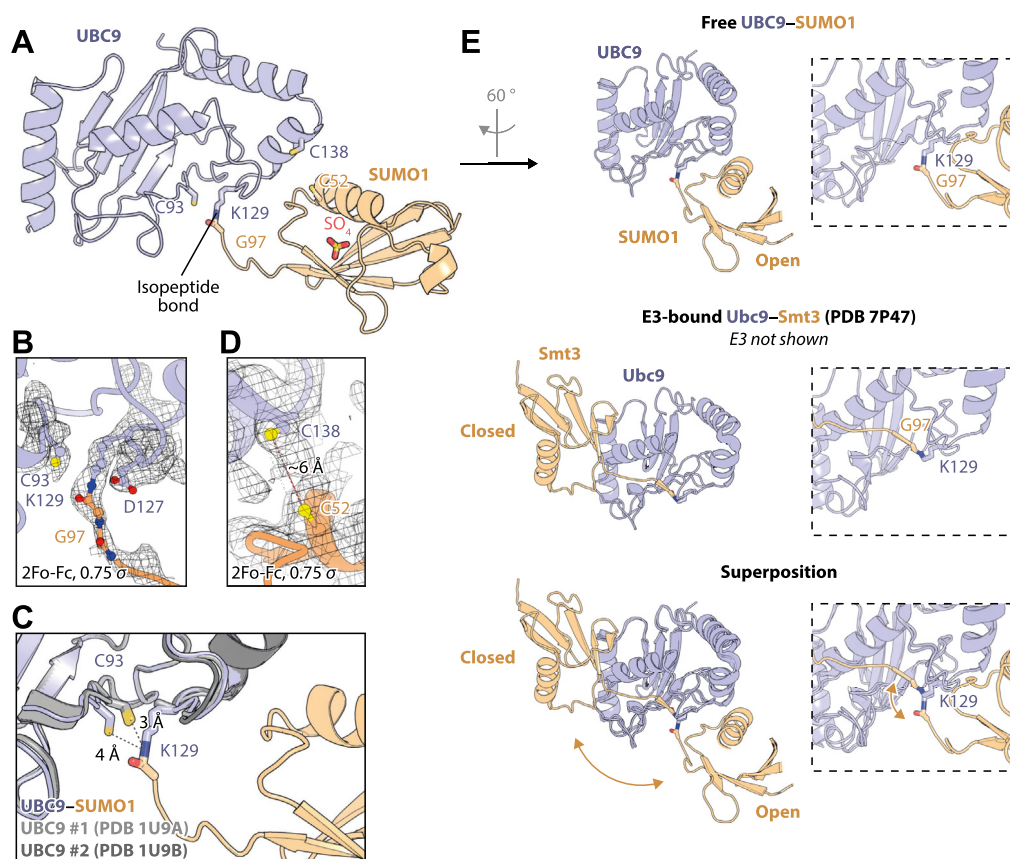 A
UBC9
C138
C52
SUMO1
C93
K129
SO4
G97
Isopeptide
bond
B
C93
K129
D127
G97
2Fo-Fc, 0.75 σ
D
C138
~6 Å
C52
2Fo-Fc, 0.75 σ
C
C93
3 Å
4 Å
K129
UBC9–SUMO1
UBC9 #1 (PDB 1U9A)
UBC9 #2 (PDB 1U9B)
E
60 °
Free UBC9–SUMO1
UBC9
SUMO1
Open
K129
G97
E3-bound Ubc9–Smt3 (PDB 7P47)
E3 not shown
Smt3
Ubc9
Closed
G97
K129
Superposition
Closed
Open
K129